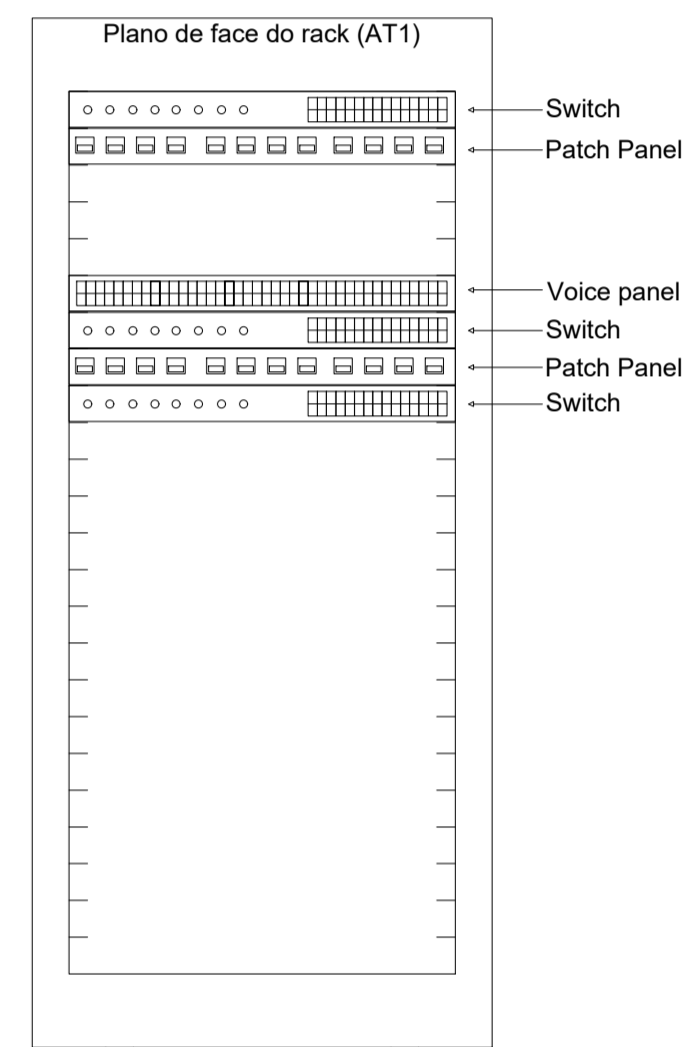 Plano de face do rack (AT1)
Switch
Patch Panel
Voice panel
Switch
Patch Panel
Switch